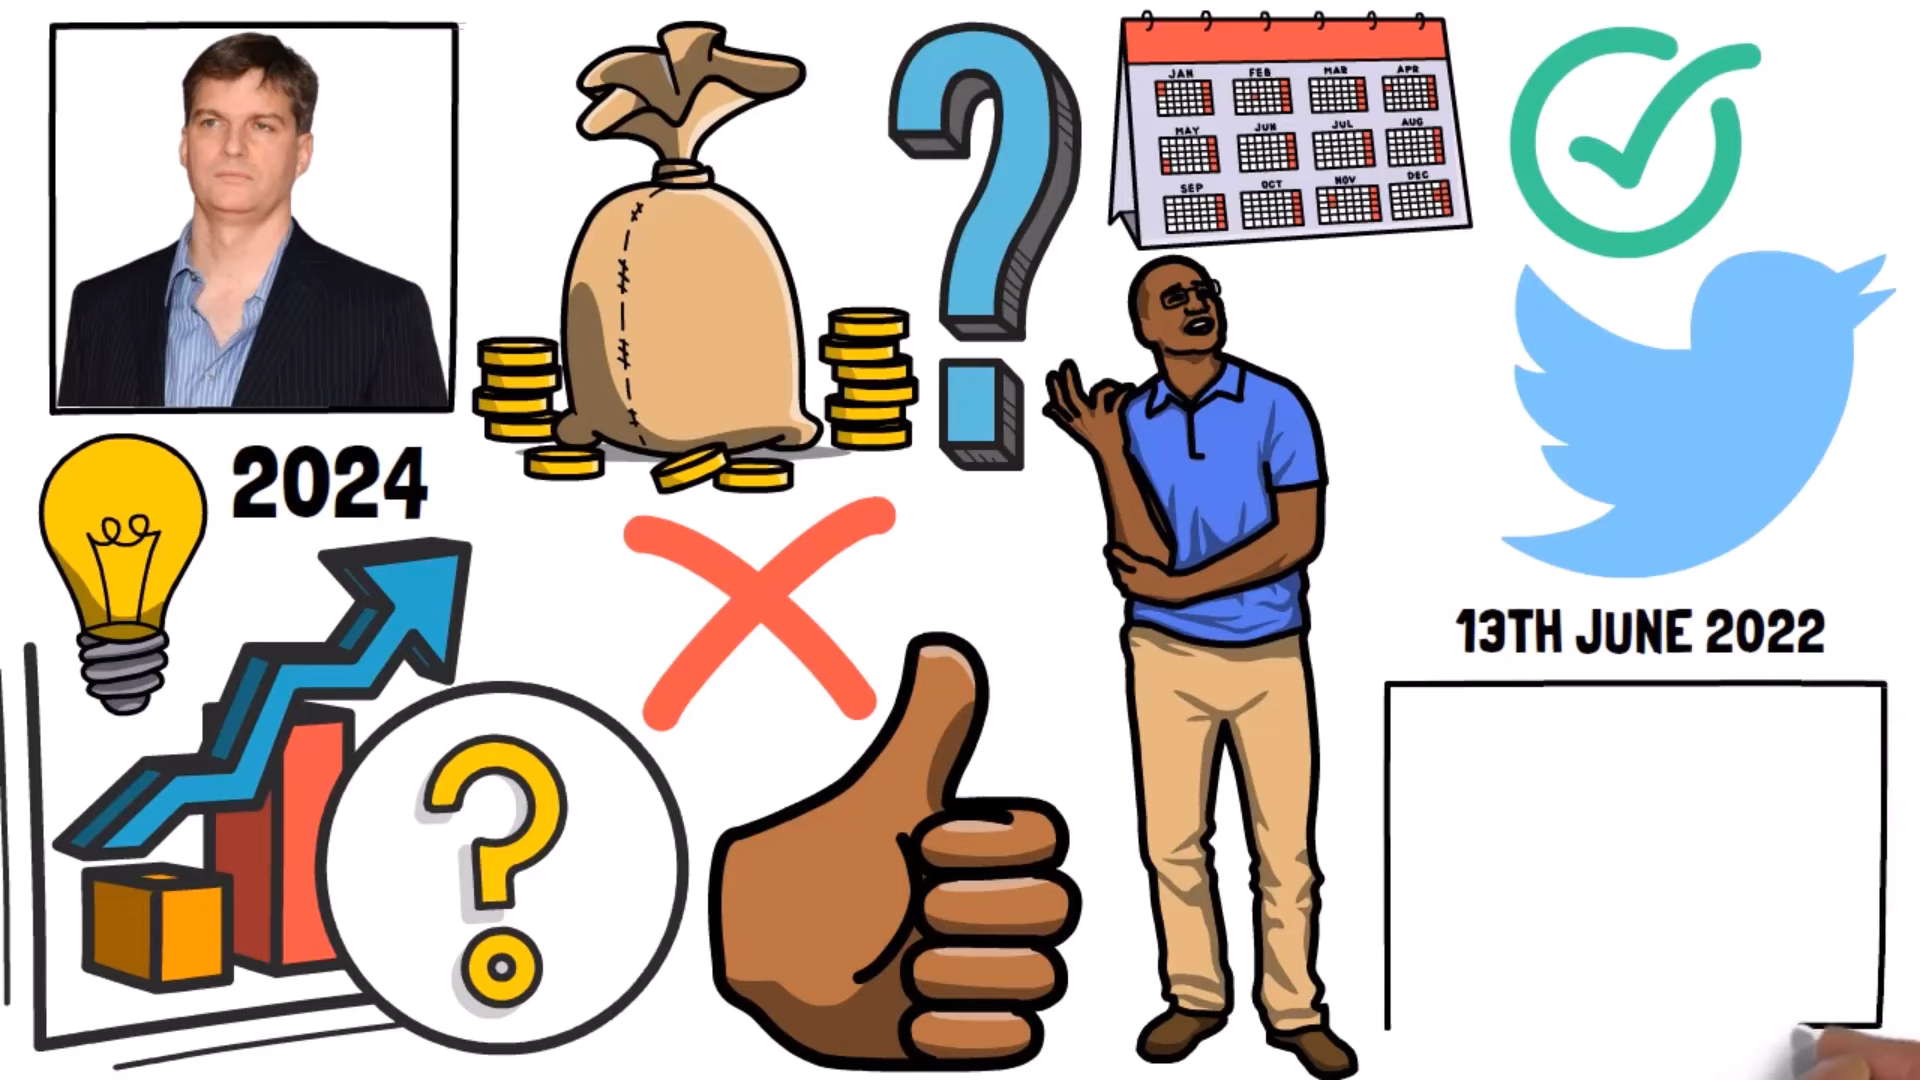 JAN FEB MAR APR
MAY JUN JUL AUG
SEP OCT NOV DEC
2024
13TH JUNE 2022